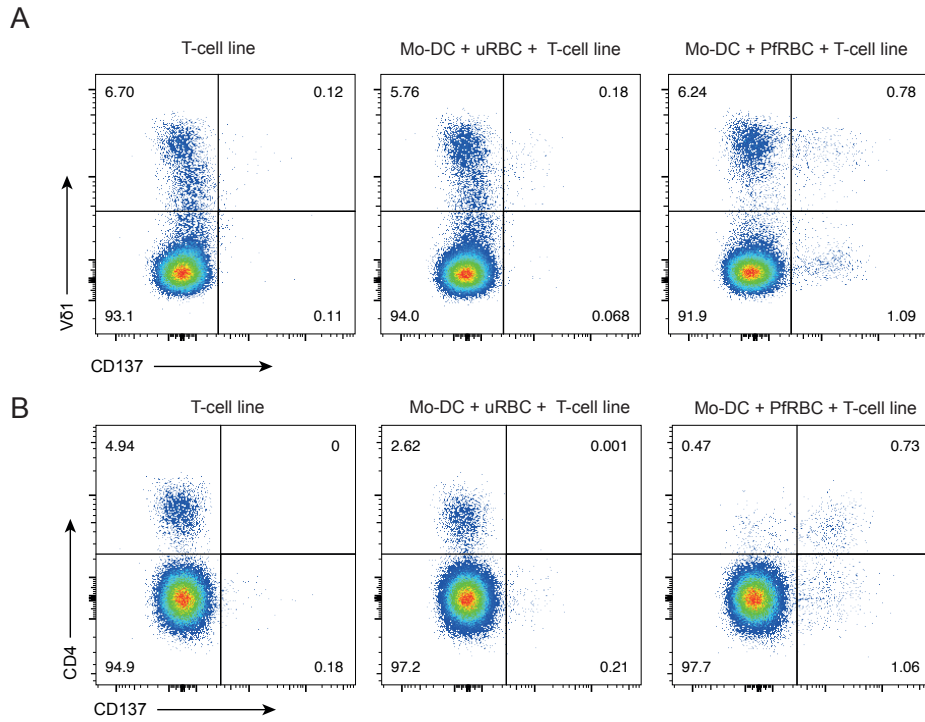 A
T-cell line
Mo-DC + uRBC + T-cell line
Mo-DC + PfRBC + T-cell line
6.70
0.12
5.76
0.18
6.24
0.78
Vδ1
93.1
0.11
94.0
0.068
91.9
1.09
CD137
B
T-cell line
Mo-DC + uRBC + T-cell line
Mo-DC + PfRBC + T-cell line
4.94
0
2.62
0.001
0.47
0.73
CD4
94.9
0.18
97.2
0.21
97.7
1.06
CD137